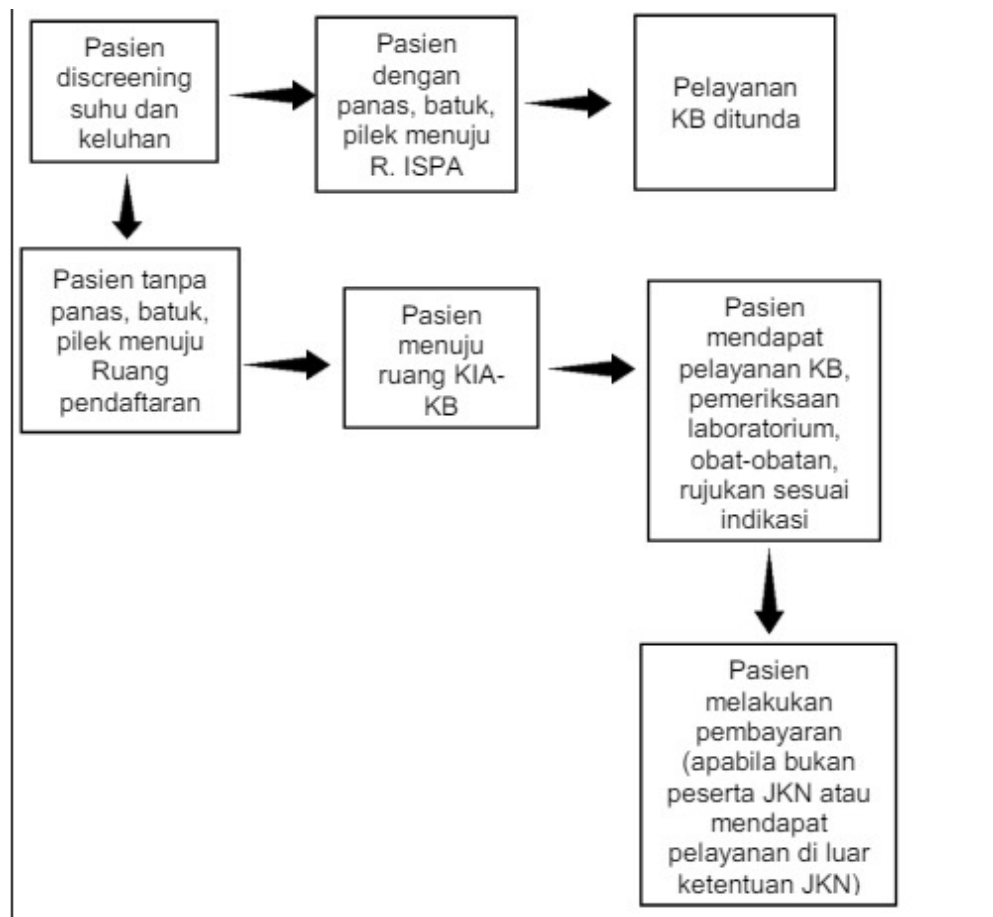 Pasien
discreening
suhu dan
keluhan
Pasien
dengan
panas, batuk,
pilek menuju
R. ISPA
Pelayanan
KB ditunda
Pasien tanpa
panas, batuk,
pilek menuju
Ruang
pendaftaran
Pasien
menuju
ruang KIA-
KB
Pasien
mendapat
pelayanan KB,
pemeriksaan
laboratorium,
obat-obatan,
rujukan sesuai
indikasi
Pasien
melakukan
pembayaran
(apabila bukan
peserta JKN atau
mendapat
pelayanan di luar
ketentuan JKN)